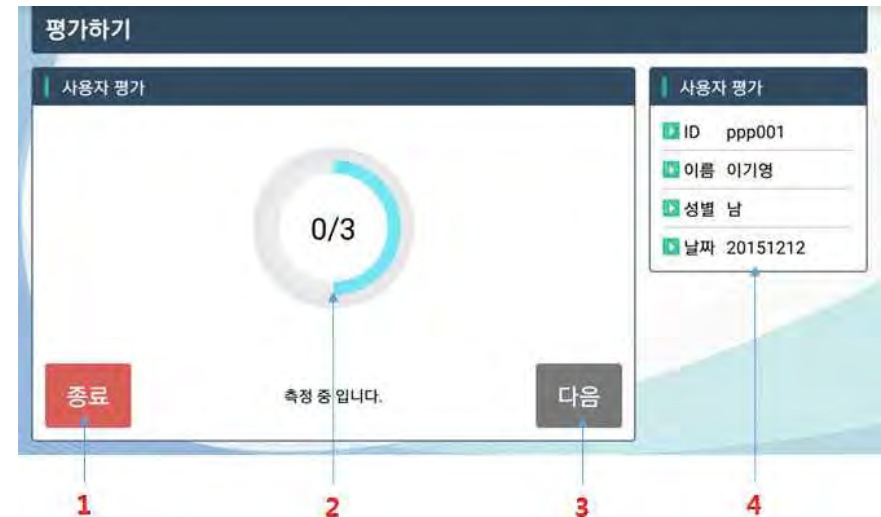 평가하기
사용자 평가
0/3
종료
측정 중 입니다.
다음
사용자 평가
ID ppp001
이름 이기영
성별 남
날짜 20151212
1
2
3
4